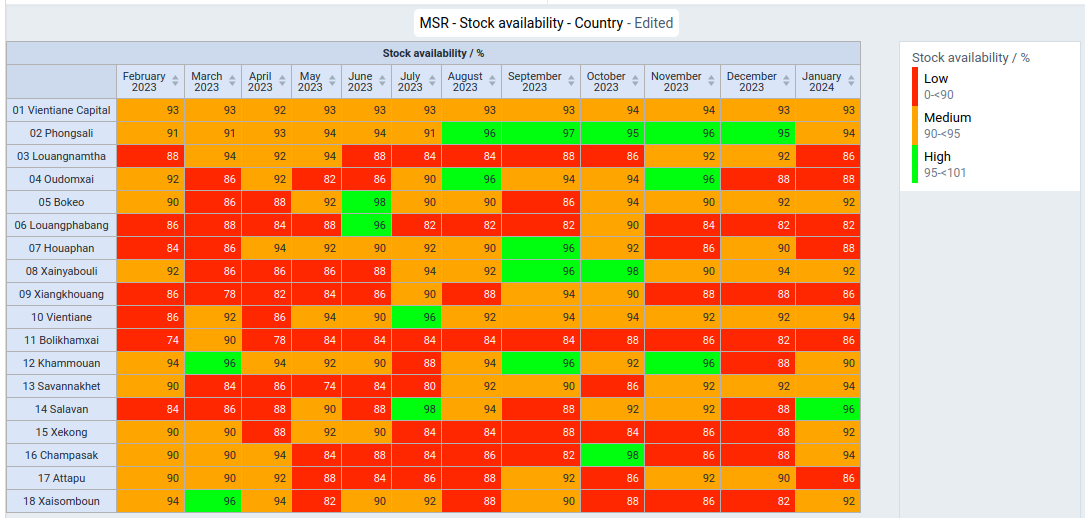 MSR - Stock availability - Country - Edited
Stock availability / %
February 2023 March 2023 April 2023 May 2023 June 2023 July 2023 August 2023 September 2023 October 2023 November 2023 December 2023 January 2024
01 Vientiane Capital 93 93 92 93 93 93 93 93 94 94 93 93
02 Phongsali 91 91 93 94 94 91 96 97 95 96 95 94
03 Louangnamtha 88 94 92 94 88 84 84 88 86 92 92 86
04 Oudomxai 92 86 92 82 86 90 96 94 94 96 88 88
05 Bokeo 90 86 88 92 98 90 90 86 94 90 92 92
06 Louangphabang 86 88 84 88 96 82 82 82 90 84 82 82
07 Houaphan 84 86 94 92 90 92 90 96 92 86 90 88
08 Xainyabouli 92 86 86 86 88 94 92 96 98 90 94 92
09 Xiangkhouang 86 78 82 84 86 90 88 94 90 88 88 86
10 Vientiane 86 92 86 94 90 96 92 94 94 92 92 94
11 Bolikhamxai 74 90 78 84 84 84 84 84 88 86 82 86
12 Khammouan 94 96 94 92 90 88 94 96 92 96 88 90
13 Savannakhet 90 84 86 74 84 80 92 90 86 92 92 94
14 Salavan 84 86 88 90 88 98 94 88 92 92 88 96
15 Xekong 90 90 88 92 90 84 84 88 84 86 88 92
16 Champasak 90 90 94 84 88 84 86 82 98 86 88 94
17 Attapu 90 90 92 88 84 86 88 92 86 92 90 86
18 Xaisomboun 94 96 94 82 90 92 88 90 88 86 82 92
Stock availability / %
Low
0-<90
Medium
90-<95
High
95-<101